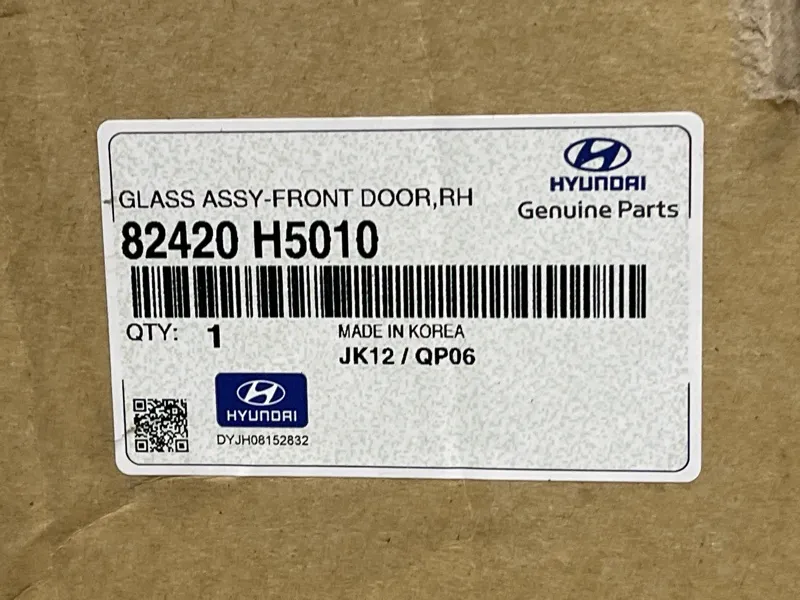 HYUNDAI
Genuine Parts
GLASS ASSY-FRONT DOOR,RH
82420 H5010
QTY: 1
MADE IN KOREA
JK12 / QP06
HYUNDAI
DYJH08152832